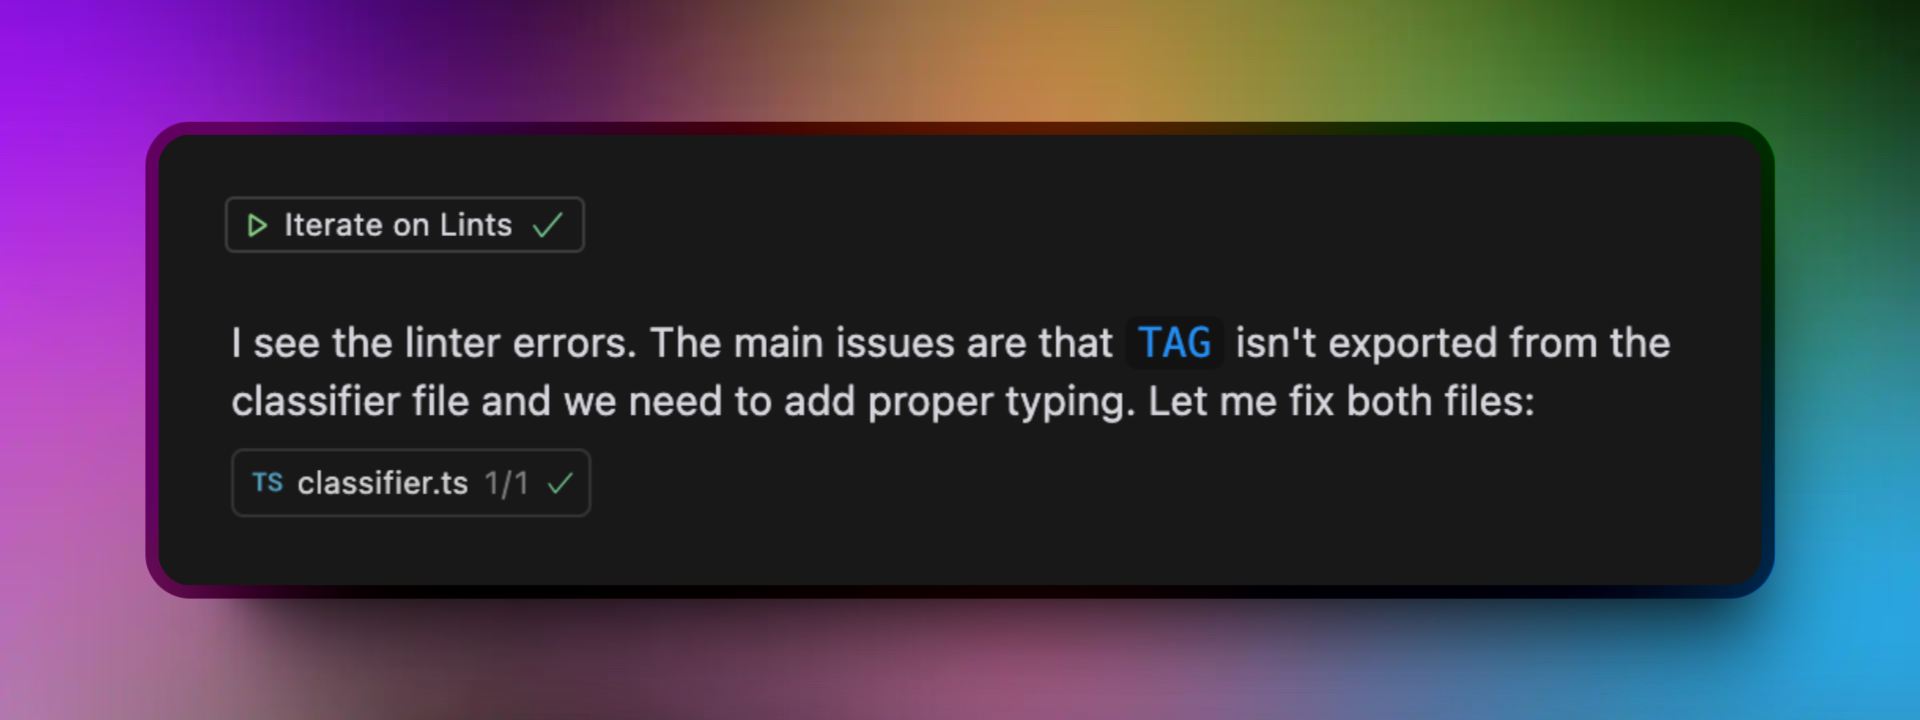 Iterate on Lints
I see the linter errors. The main issues are that TAG isn't exported from the
classifier file and we need to add proper typing. Let me fix both files:
TS classifier.ts 1/1